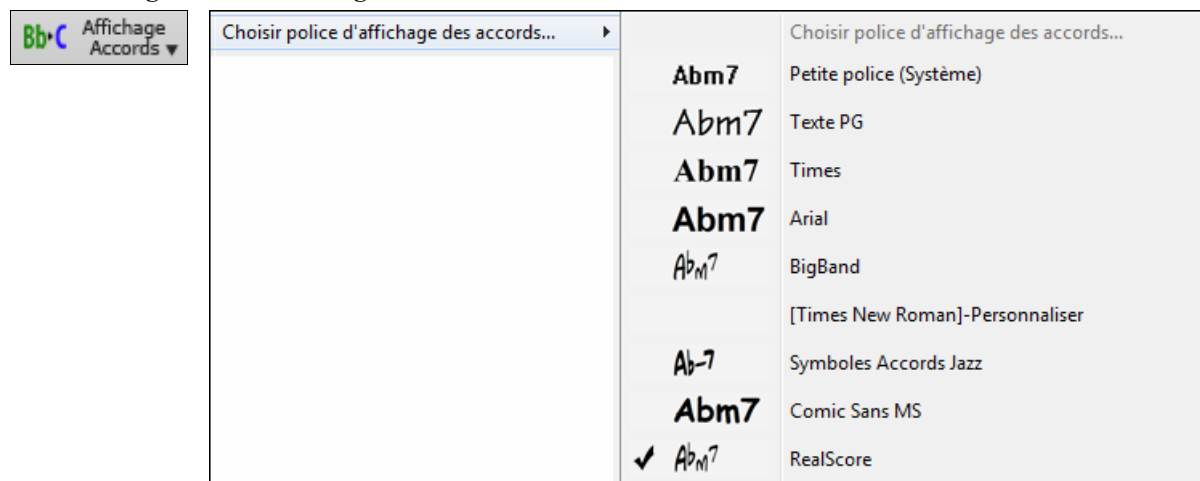 Bb▸C Affichage
Accords ▼
Choisir police d'affichage des accords...
Choisir police d'affichage des accords...
Abm7 Petite police (Système)
Abm7 Texte PG
Abm7 Times
Abm7 Arial
Abm7 BigBand
[Times New Roman]-Personnaliser
Ab-7 Symboles Accords Jazz
Abm7 Comic Sans MS
Abm7 RealScore